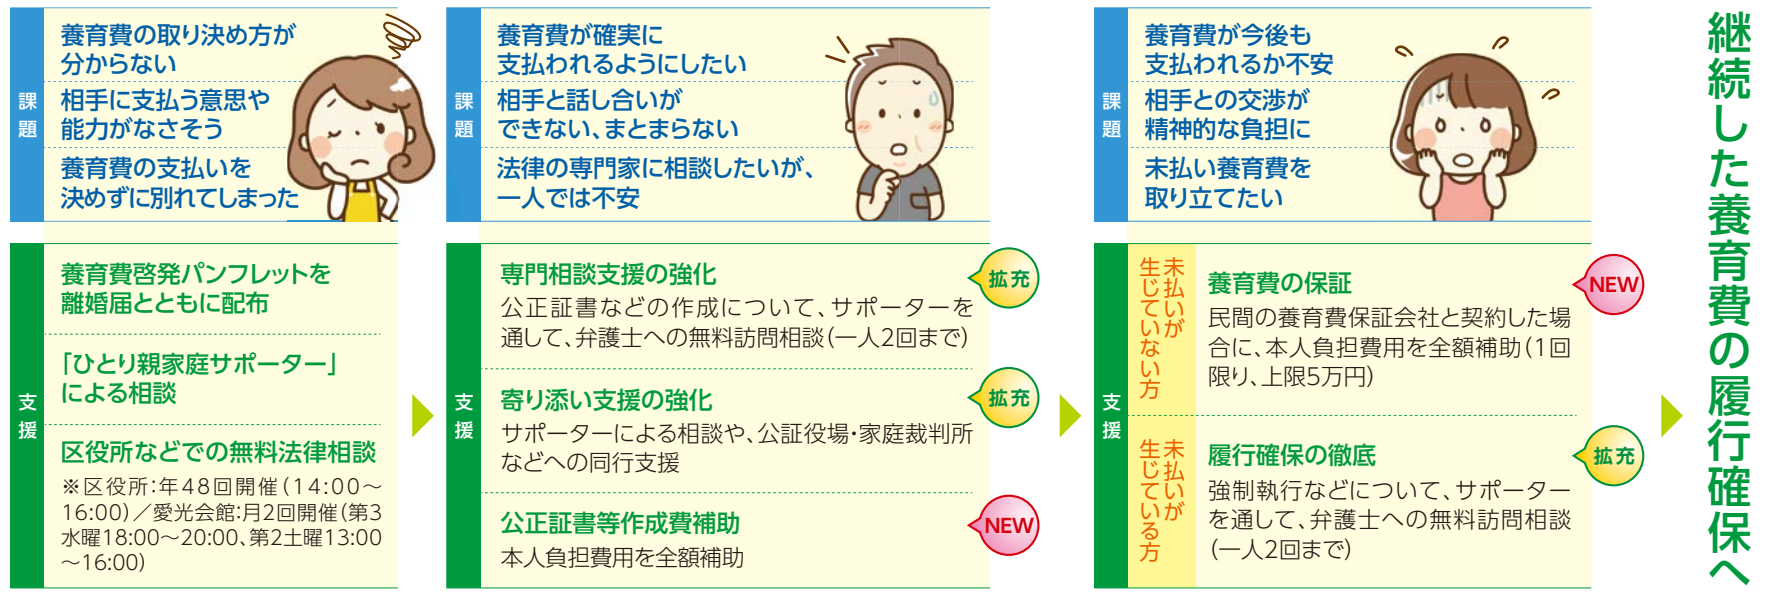 課題
養育費の取り決め方が
分からない
相手に支払う意思や
能力がなさそう
養育費の支払いを
決めずに別れてしまった
支援
養育費啓発パンフレットを
離婚届とともに配布
「ひとり親家庭サポーター」
による相談
区役所などでの無料法律相談
※区役所:年48回開催(14:00～
16:00)／愛光会館:月2回開催(第3
水曜18:00～20:00、第2土曜13:00
～16:00)
課題
養育費が確実に
支払われるようにしたい
相手と話し合いが
できない、まとまらない
法律の専門家に相談したいが、
一人では不安
支援
専門相談支援の強化
拡充
公正証書などの作成について、サポーターを
通して、弁護士への無料訪問相談(一人2回まで)
寄り添い支援の強化
拡充
サポーターによる相談や、公証役場・家庭裁判所
などへの同行支援
公正証書等作成費補助
NEW
本人負担費用を全額補助
課題
養育費が今後も
支払われるか不安
相手との交渉が
精神的な負担に
未払い養育費を
取り立てたい
支援
未払いが
生じていない方
養育費の保証
NEW
民間の養育費保証会社と契約した場
合に、本人負担費用を全額補助(1回
限り、上限5万円)
未払いが
生じている方
履行確保の徹底
拡充
強制執行などについて、サポーター
を通して、弁護士への無料訪問相談
(一人2回まで)
継続した養育費の履行確保へ